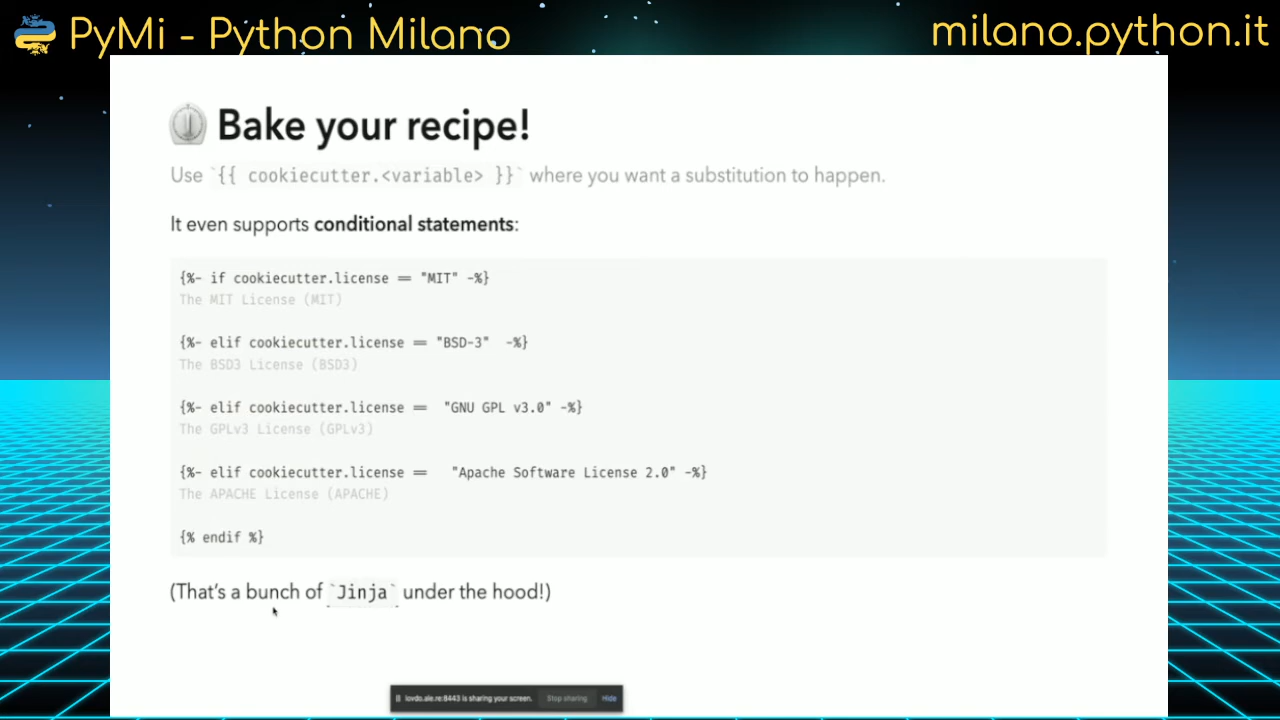 PyMi - Python Milano
milano.python.it
Bake your recipe!
Use `{{ cookiecutter.<variable> }}` where you want a substitution to happen.
It even supports conditional statements:
{%- if cookiecutter.license == "MIT" -%}
The MIT License (MIT)
{%- elif cookiecutter.license == "BSD-3"  -%}
The BSD3 License (BSD3)
{%- elif cookiecutter.license ==  "GNU GPL v3.0" -%}
The GPLv3 License (GPLv3)
{%- elif cookiecutter.license ==   "Apache Software License 2.0" -%}
The APACHE License (APACHE)
{% endif %}
(That's a bunch of `Jinja` under the hood!)
lovdo.ale.re:8443 is sharing your screen. Stop sharing Hide